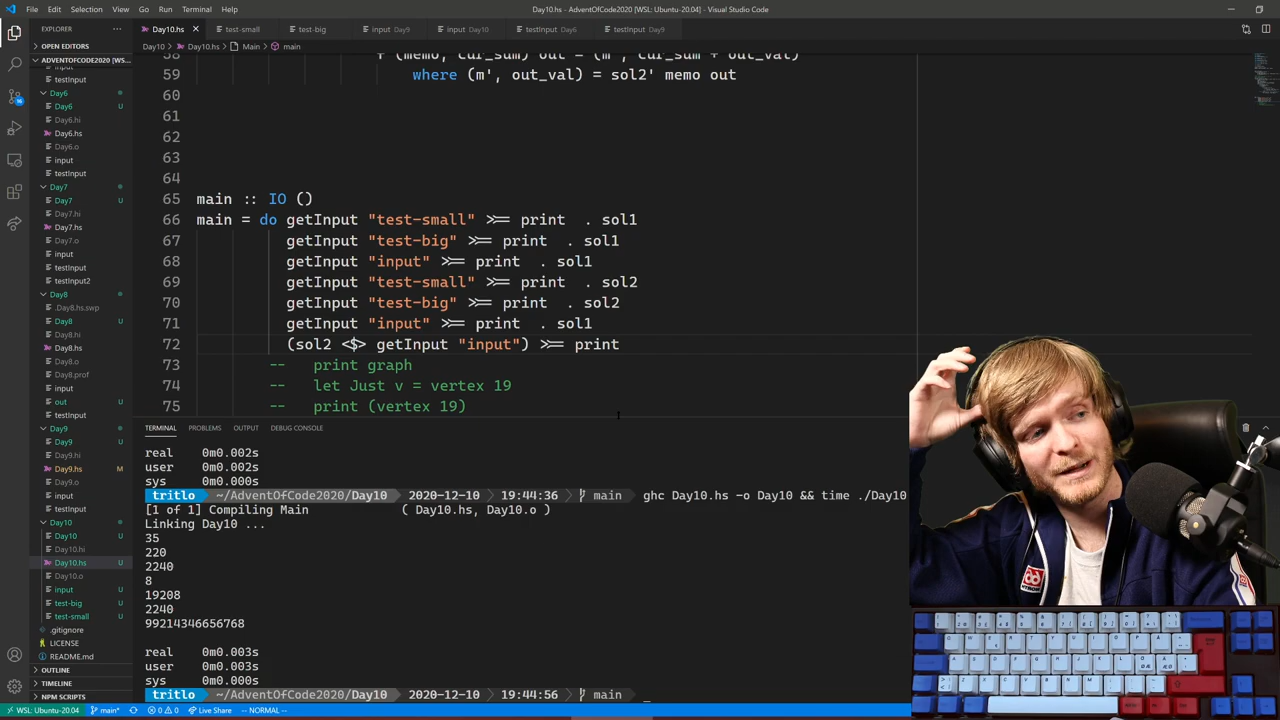 File Edit Selection View Go Run Terminal Help
Day10.hs - AdventOfCode2020 [WSL: Ubuntu-20.04] - Visual Studio Code
EXPLORER ...
Day10.hs × test-small test-big input Day9 input Day10 testInput Day6 testInput Day9
OPEN EDITORS
Day10 > Day10.hs > Main > main
ADVENTOFCODE2020 [WS...
input
testInput
Day6
Day6 U
Day6.hi
Day6.hs
Day6.o
input
testInput
Day7
Day7 U
Day7.hi
Day7.hs
Day7.o
input
testInput
testInput2
Day8
.Day8.hs.swp
Day8 U
Day8.hi
Day8.hs
Day8.o
Day8.prof
input
out U
testInput
Day9
Day9 U
Day9.hi
Day9.hs M
Day9.o
input
testInput
Day10
Day10 U
Day10.hi
Day10.hs U
Day10.o
input U
test-big U
test-small U
.gitignore
LICENSE
README.md
OUTLINE
TIMELINE
NPM SCRIPTS
58 f (memo, cur_sum) out = (m', cur_sum + out_val)
59 where (m', out_val) = sol2' memo out
60
61
62
63
64
65 main :: IO ()
66 main = do getInput "test-small" >>= print . sol1
67 getInput "test-big" >>= print . sol1
68 getInput "input" >>= print . sol1
69 getInput "test-small" >>= print . sol2
70 getInput "test-big" >>= print . sol2
71 getInput "input" >>= print . sol1
72 (sol2 <$> getInput "input") >>= print
73 -- print graph
74 -- let Just v = vertex 19
75 -- print (vertex 19)
TERMINAL PROBLEMS OUTPUT DEBUG CONSOLE
real 0m0.002s
user 0m0.002s
sys 0m0.000s
tritlo ~/AdventOfCode2020/Day10 2020-12-10 19:44:36 main ghc Day10.hs -o Day10 && time ./Day10
[1 of 1] Compiling Main ( Day10.hs, Day10.o )
Linking Day10 ...
35
220
2240
8
19208
2240
99214346656768
real 0m0.003s
user 0m0.003s
sys 0m0.000s
tritlo ~/AdventOfCode2020/Day10 2020-12-10 19:44:56 main
WSL: Ubuntu-20.04 main* 0 0 Live Share -- NORMAL --